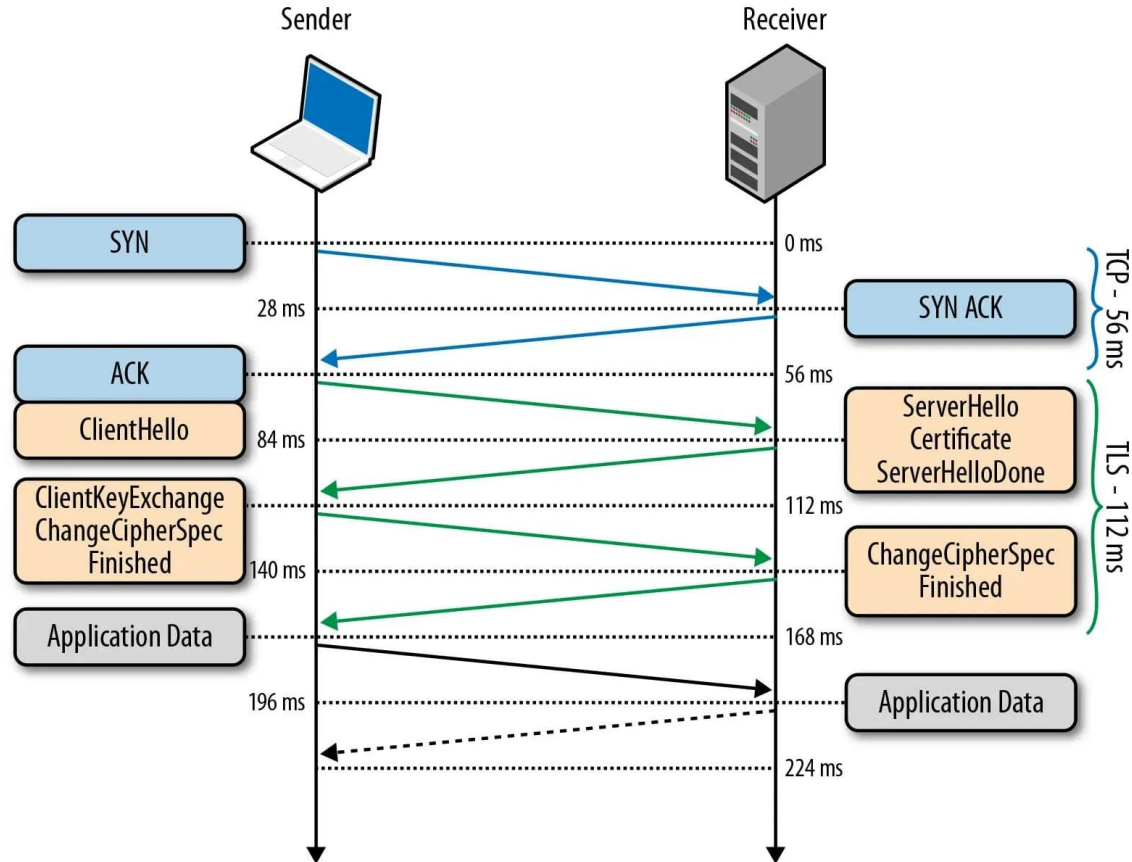 Sender
Receiver
SYN
0 ms
28 ms
SYN ACK
TCP - 56 ms
ACK
56 ms
ClientHello
84 ms
ServerHello
Certificate
ServerHelloDone
TLS - 112 ms
ClientKeyExchange
ChangeCipherSpec
Finished
112 ms
140 ms
ChangeCipherSpec
Finished
Application Data
168 ms
196 ms
Application Data
224 ms